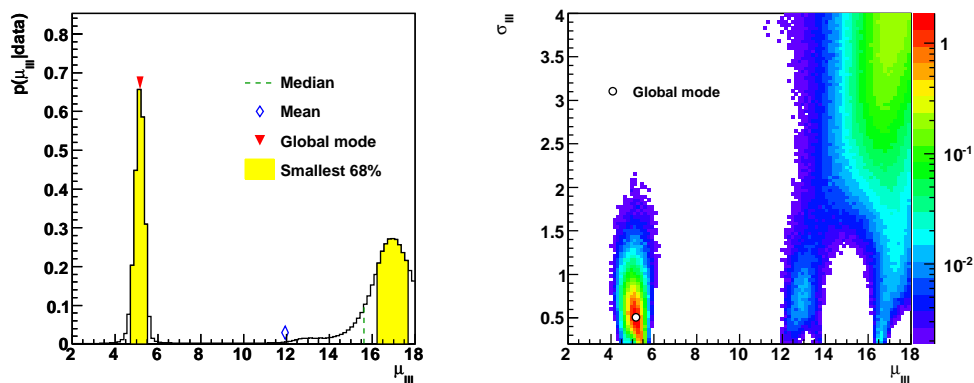 p(μ_III|data)
0.8
0.7
0.6
0.5
0.4
0.3
0.2
0.1
0
Median
Mean
Global mode
Smallest 68%
2 4 6 8 10 12 14 16 18
μ_III
σ_III
4
3.5
3
2.5
2
1.5
1
0.5
Global mode
2 4 6 8 10 12 14 16 18
μ_III
1
10^-1
10^-2